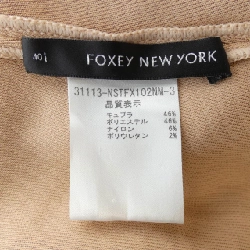 40
FOXEY NEW YORK
31113-NSTFX102NW-3
品質表示
キュプラ 46%
ポリエステル 46%
ナイロン 6%
ポリウレタン 2%